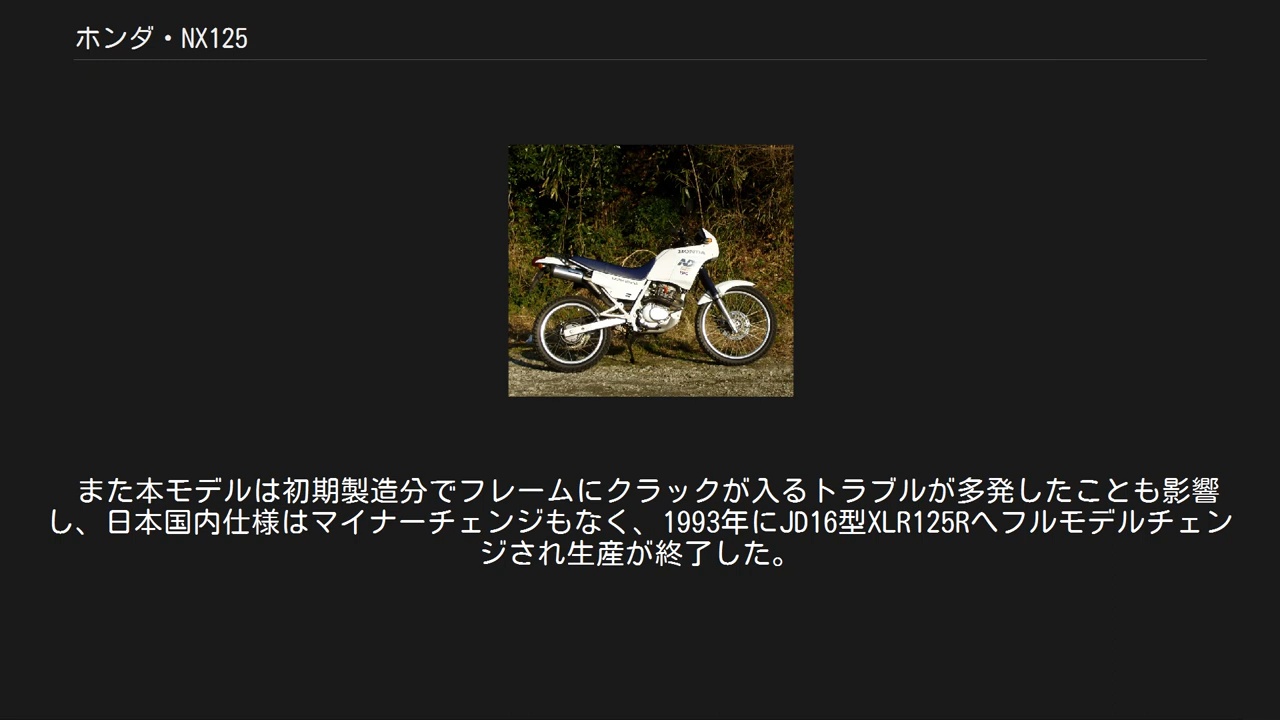 ホンダ・NX125
HONDA
また本モデルは初期製造分でフレームにクラックが入るトラブルが多発したことも影響
し、日本国内仕様はマイナーチェンジもなく、1993年にJD16型XLR125Rへフルモデルチェン
ジされ生産が終了した。